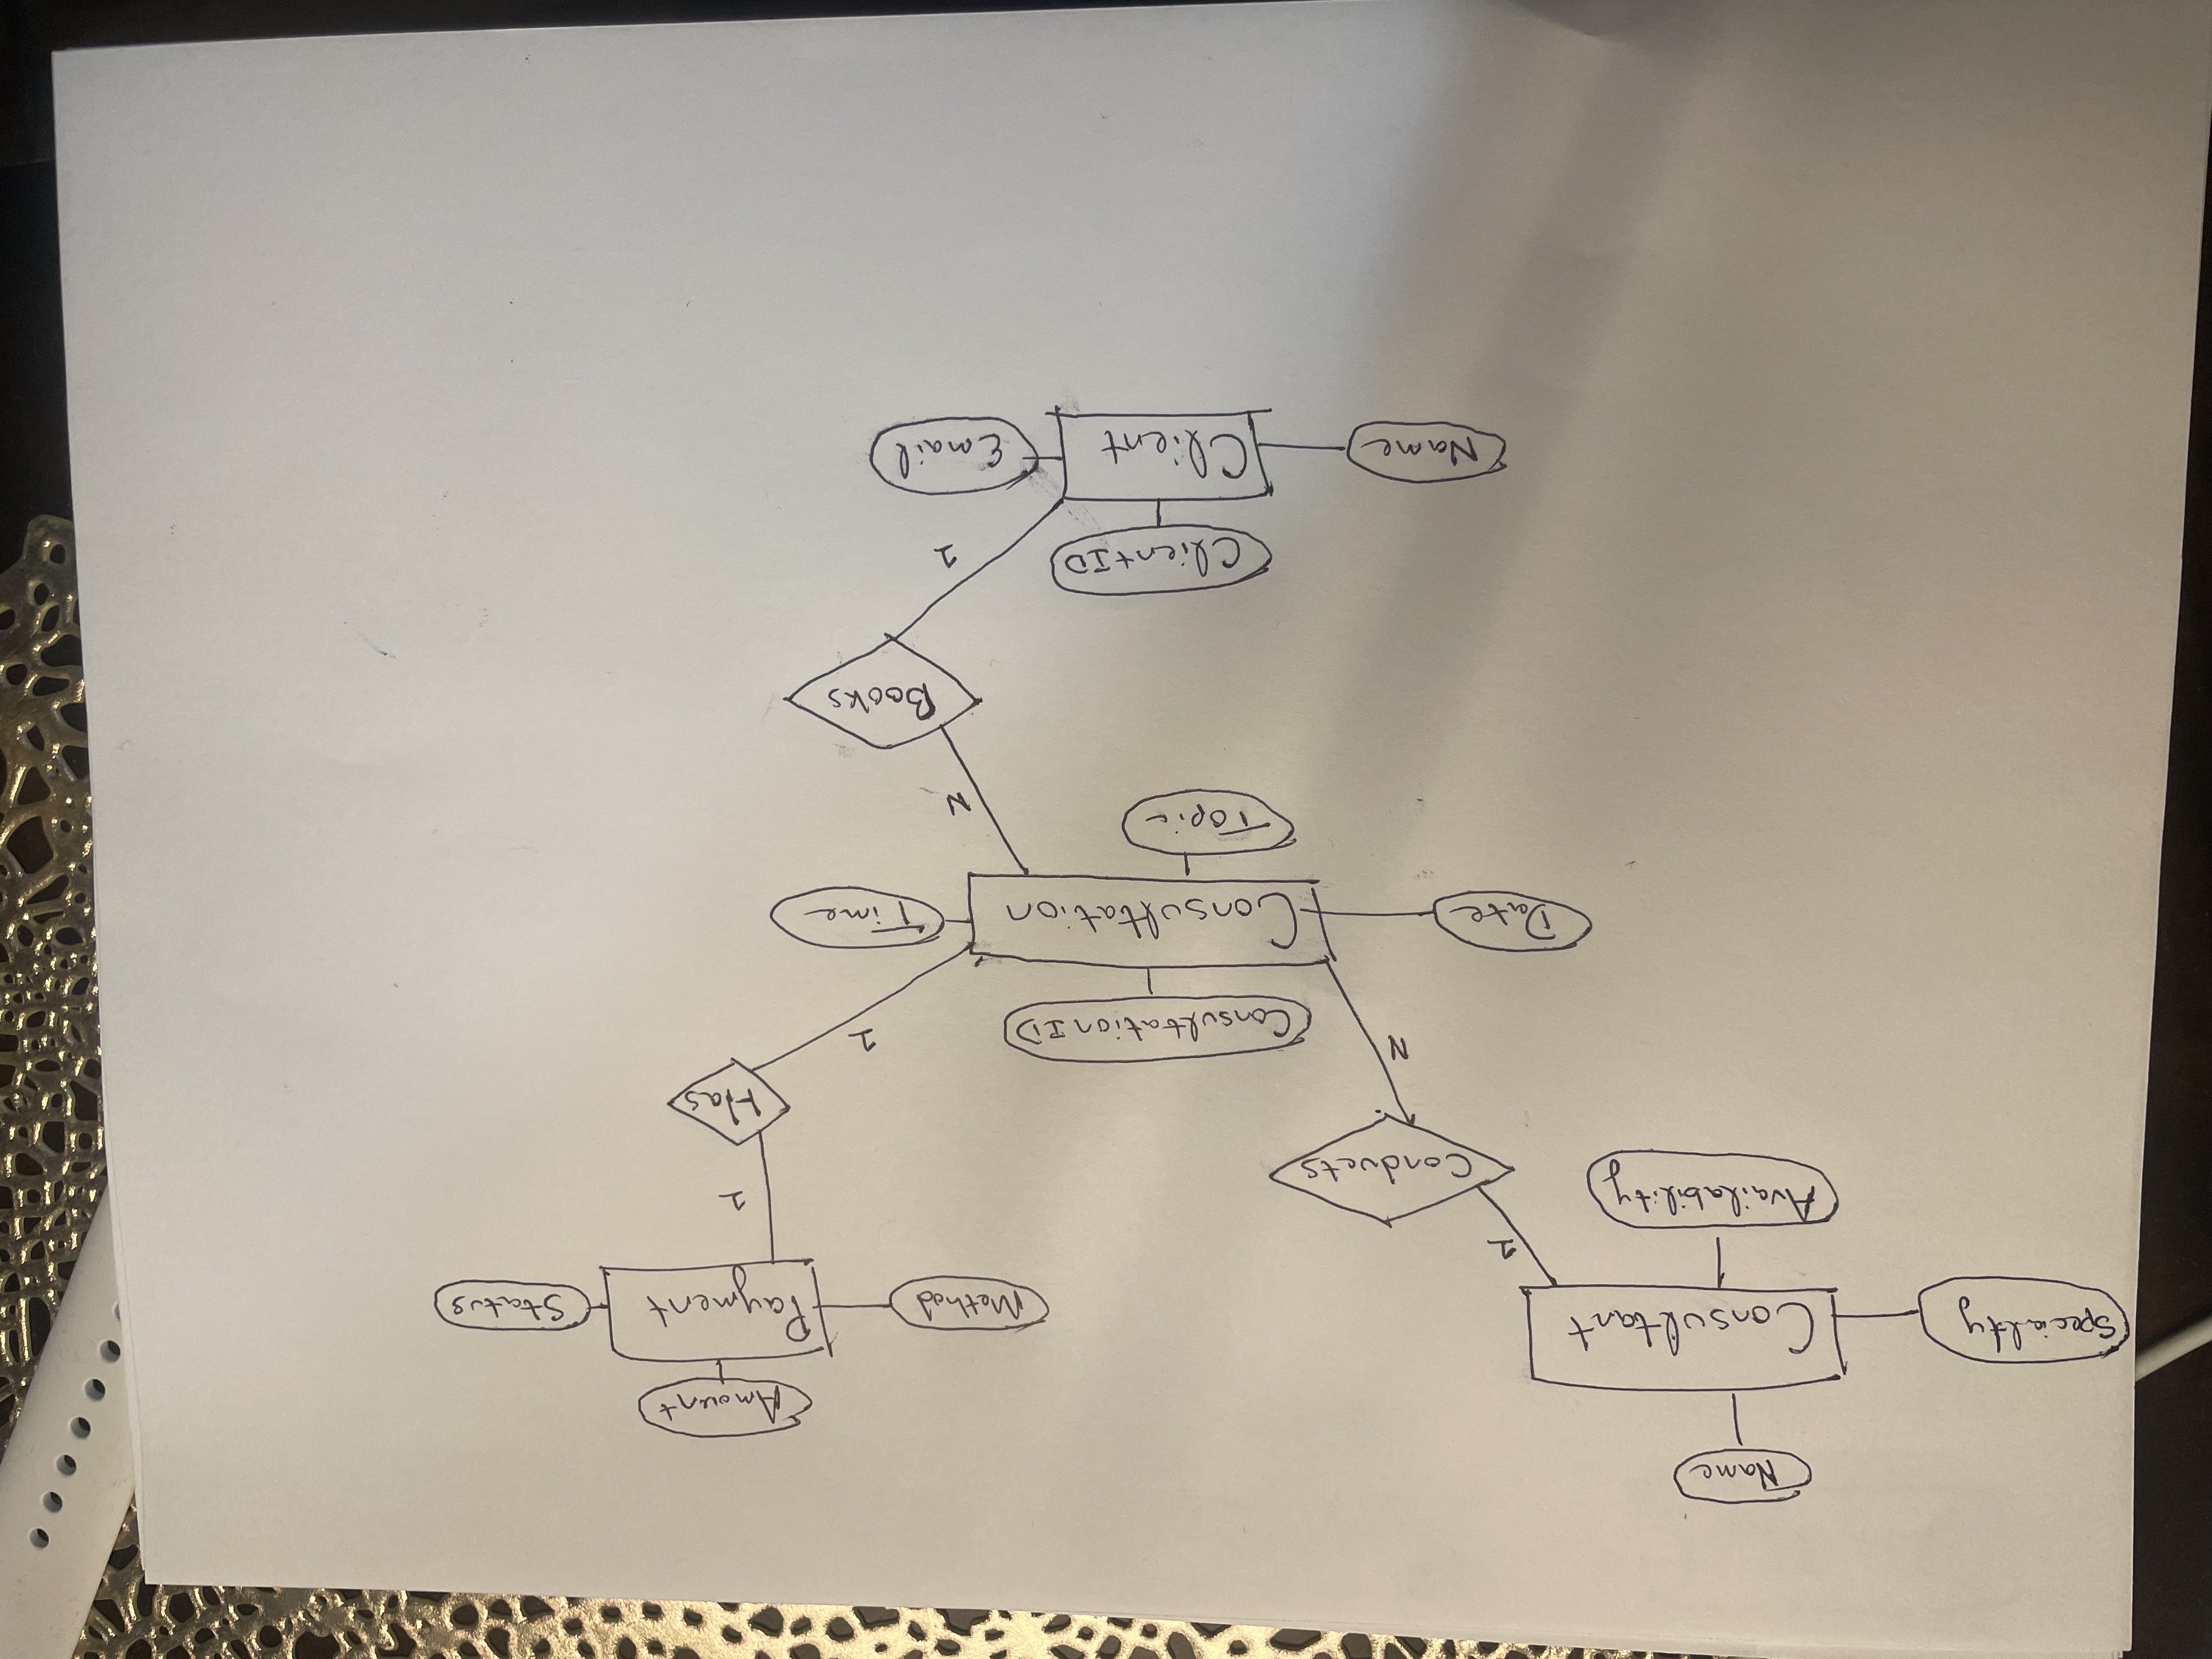 Name
Specialty
Consultant
Availability
1
Conducts
N
Amount
Method
Payment
Status
1
Has
1
ConsultationID
Date
Consultation
Time
Topic
N
Books
1
ClientID
Name
Client
Email